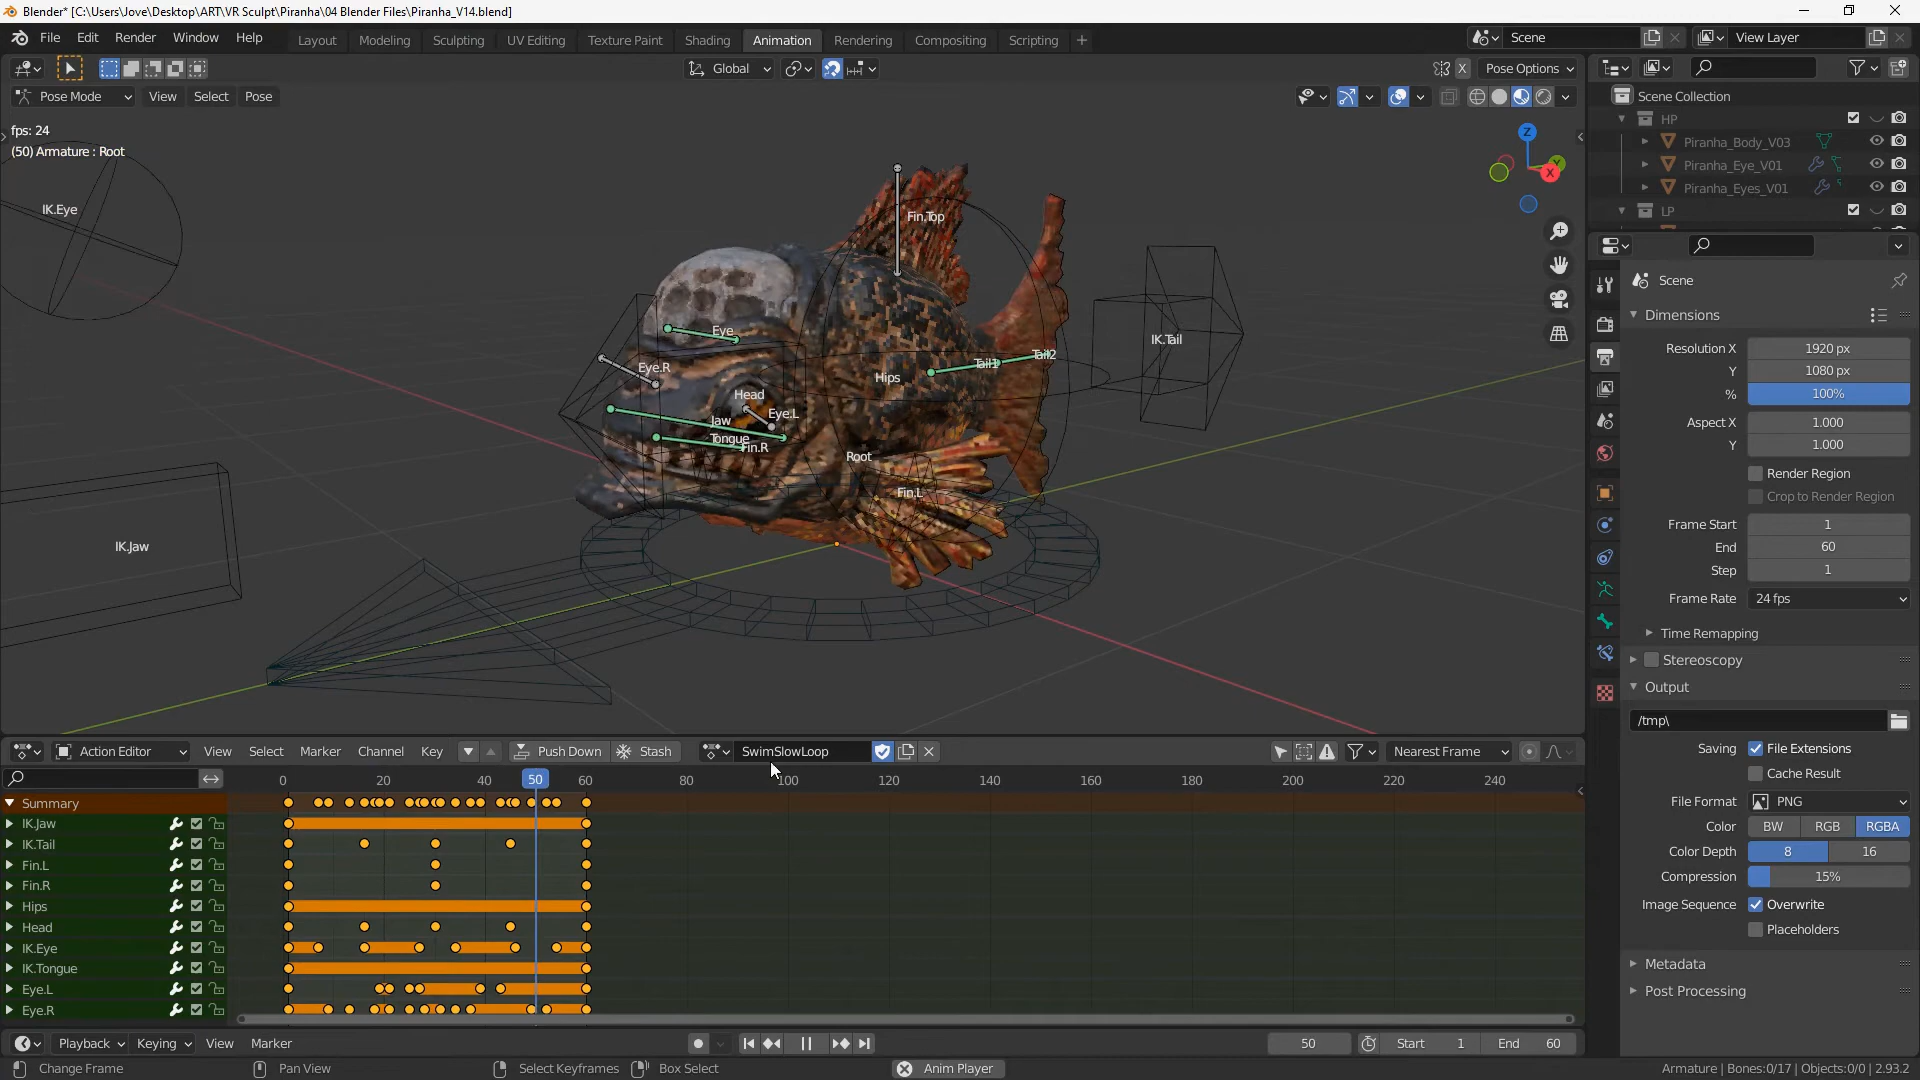 Blender* [C:\Users\Jove\Desktop\ART\VR Sculpt\Piranha\04 Blender Files\Piranha_V14.blend]
File Edit Render Window Help Layout Modeling Sculpting UV Editing Texture Paint Shading Animation Rendering Compositing Scripting + Scene View Layer
Global X Pose Options
Pose Mode View Select Pose
fps: 24
(50) Armature : Root
IK.Eye
Fin.Top
Eye
Eye.R
Head
Eye.L
Jaw
Tongue
Fin.R
Hips
Tail1
Tail2
IK.Tail
Root
Fin.L
IK.Jaw
Z
Y
X
Scene Collection
HP
Piranha_Body_V03
Piranha_Eye_V01
Piranha_Eyes_V01
LP
Scene
Dimensions
Resolution X 1920 px
Y 1080 px
% 100%
Aspect X 1.000
Y 1.000
Render Region
Crop to Render Region
Frame Start 1
End 60
Step 1
Frame Rate 24 fps
Time Remapping
Stereoscopy
Output
/tmp\
Saving File Extensions
Cache Result
File Format PNG
Color BW RGB RGBA
Color Depth 8 16
Compression 15%
Image Sequence Overwrite
Placeholders
Metadata
Post Processing
Action Editor View Select Marker Channel Key Push Down Stash SwimSlowLoop Nearest Frame
0 20 40 50 60 80 100 120 140 160 180 200 220 240
Summary
IK.Jaw
IK.Tail
Fin.L
Fin.R
Hips
Head
IK.Eye
IK.Tongue
Eye.L
Eye.R
Playback Keying View Marker 50 Start 1 End 60
Change Frame Pan View Select Keyframes Box Select Anim Player Armature | Bones:0/17 | Objects:0/0 | 2.93.2